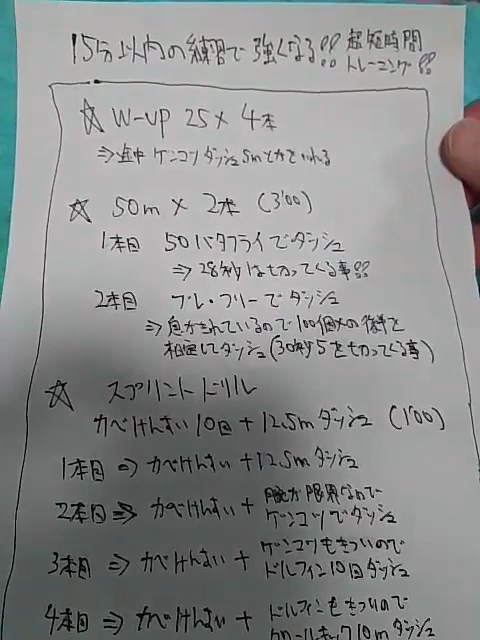 15分以内の練習で強くなる!! 超短時間トレーニング!!
☆ W-up 25×4本
⇒途中ゲンコツダッシュ5mとかをいれる
☆ 50m×2本 (3'00)
1本目 50バタフライでダッシュ
⇒28秒は切ってくる事!!
2本目 ブレ・フリーでダッシュ
⇒息がきれているので100個メの後半を
想定してダッシュ(30秒5を切ってくる事)
☆ スプリントドリル
かべけんすい10回+12.5mダッシュ (1'00)
1本目⇒かべけんすい+12.5mダッシュ
2本目⇒かべけんすい+腕が限界なので
ゲンコツでダッシュ
3本目⇒かべけんすい+ゲンコツもきついので
ドルフィン10回ダッシュ
4本目⇒かべけんすい+ドルフィンもきついので
クロールキック10mダッシュ